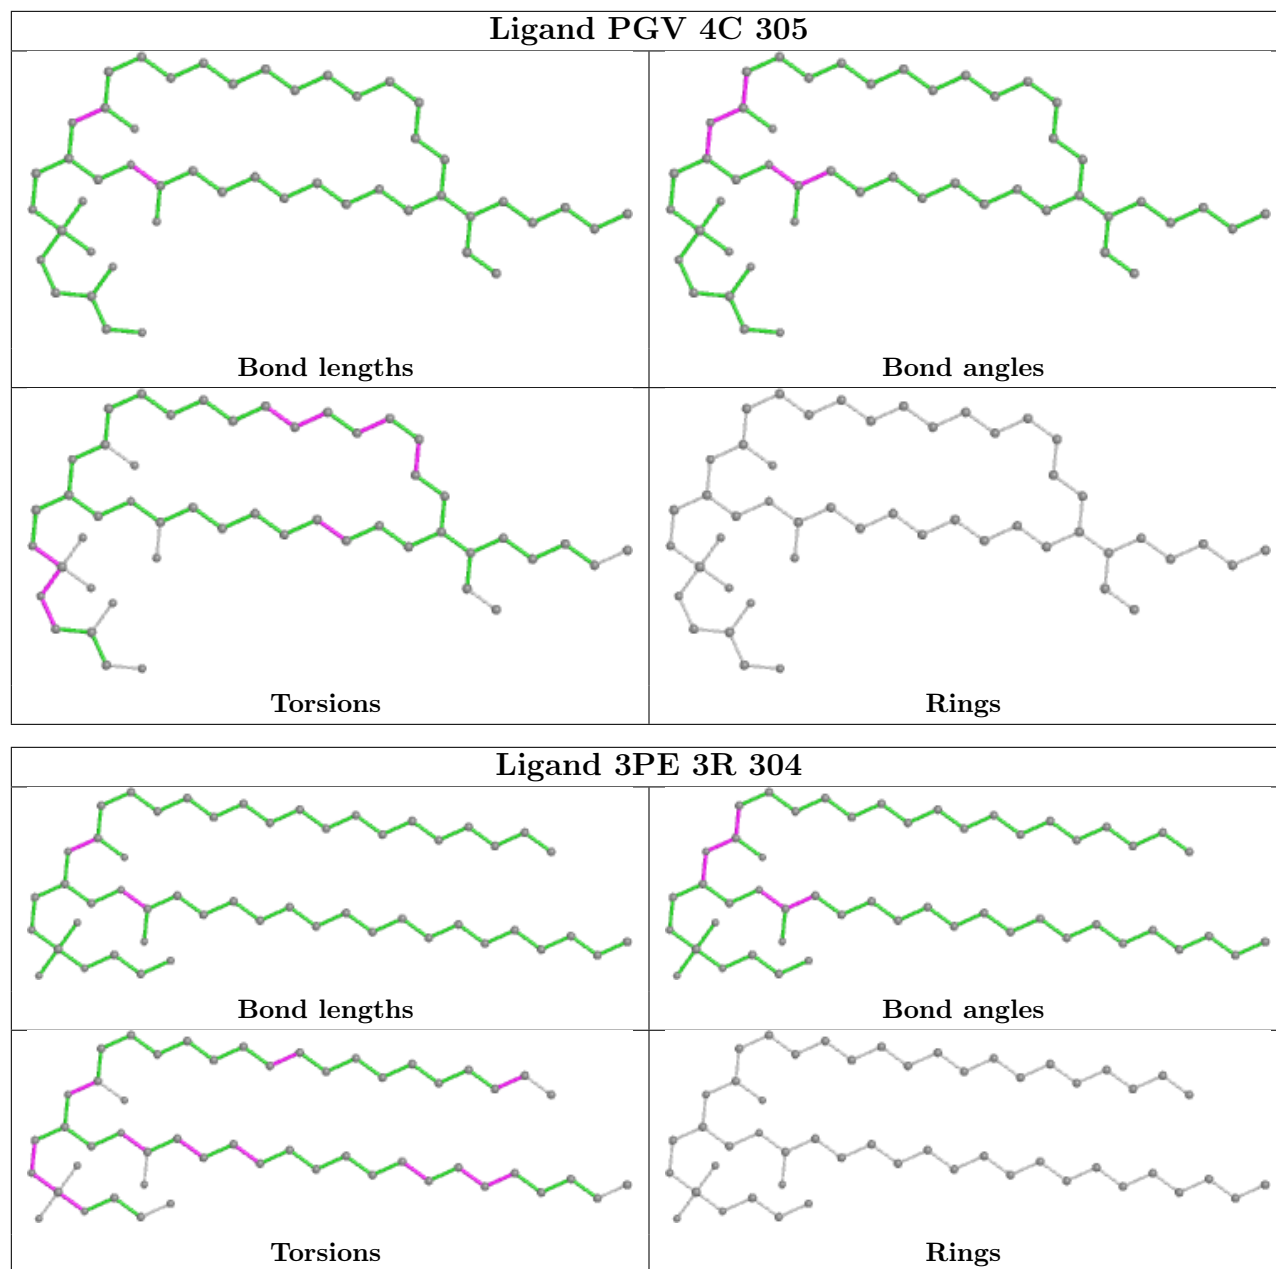 Ligand PGV 4C 305
Bond lengths
Bond angles
Torsions
Rings
Ligand 3PE 3R 304
Bond lengths
Bond angles
Torsions
Rings